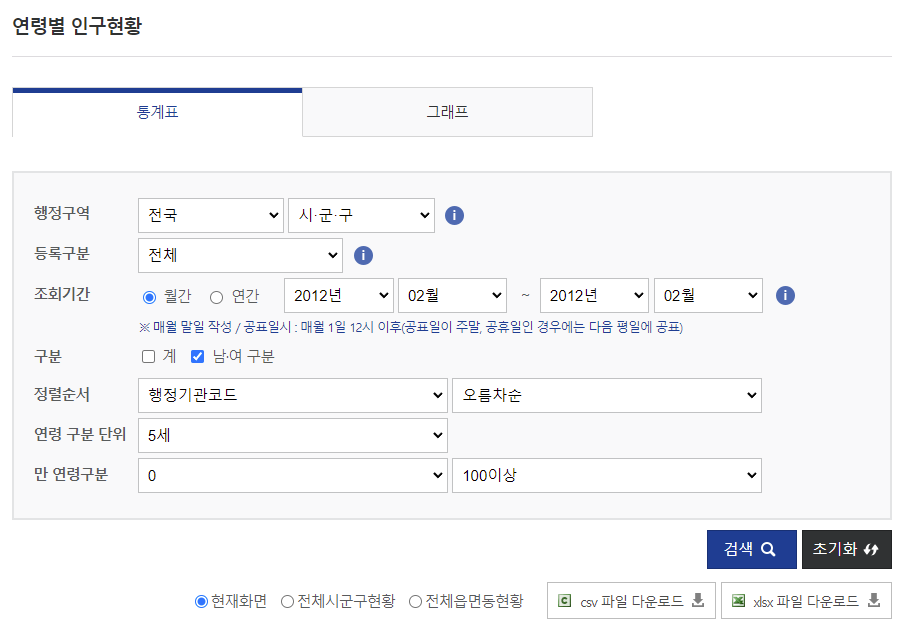 연령별 인구현황
통계표 그래프
행정구역 전국 시·군·구
등록구분 전체
조회기간 월간 연간 2012년 02월 ~ 2012년 02월
※ 매월 말일 작성 / 공표일시 : 매월 1일 12시 이후(공표일이 주말, 공휴일인 경우에는 다음 평일에 공표)
구분 계 남·여 구분
정렬순서 행정기관코드 오름차순
연령 구분 단위 5세
만 연령구분 0 100이상
검색 초기화
현재화면 전체시군구현황 전체읍면동현황 csv 파일 다운로드 xlsx 파일 다운로드